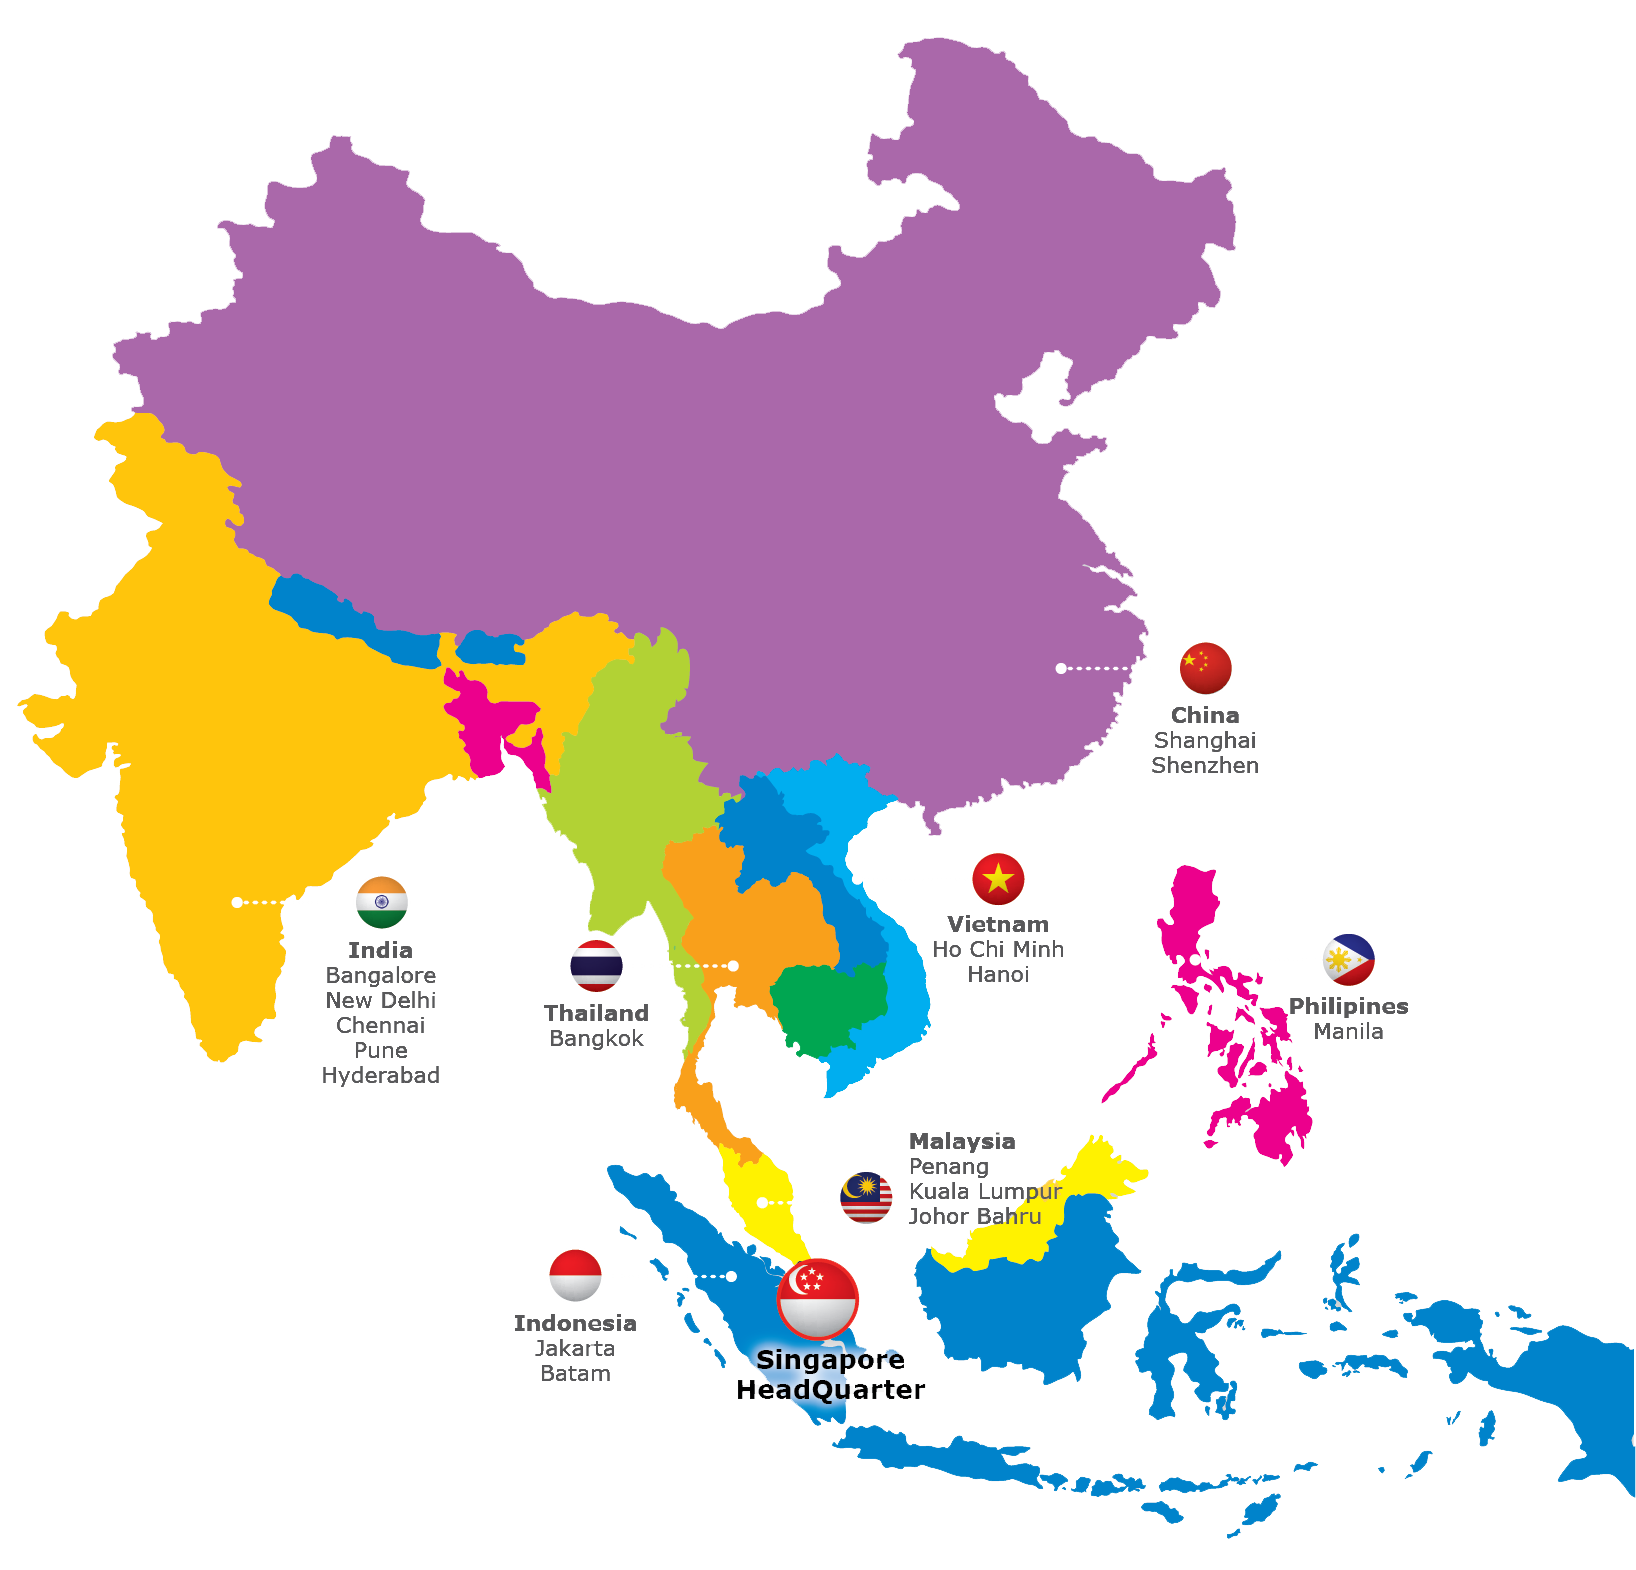 China
Shanghai
Shenzhen
Vietnam
Ho Chi Minh
Hanoi
India
Bangalore
New Delhi
Chennai
Pune
Hyderabad
Thailand
Bangkok
Philipines
Manila
Malaysia
Penang
Kuala Lumpur
Johor Bahru
Indonesia
Jakarta
Batam
Singapore
HeadQuarter